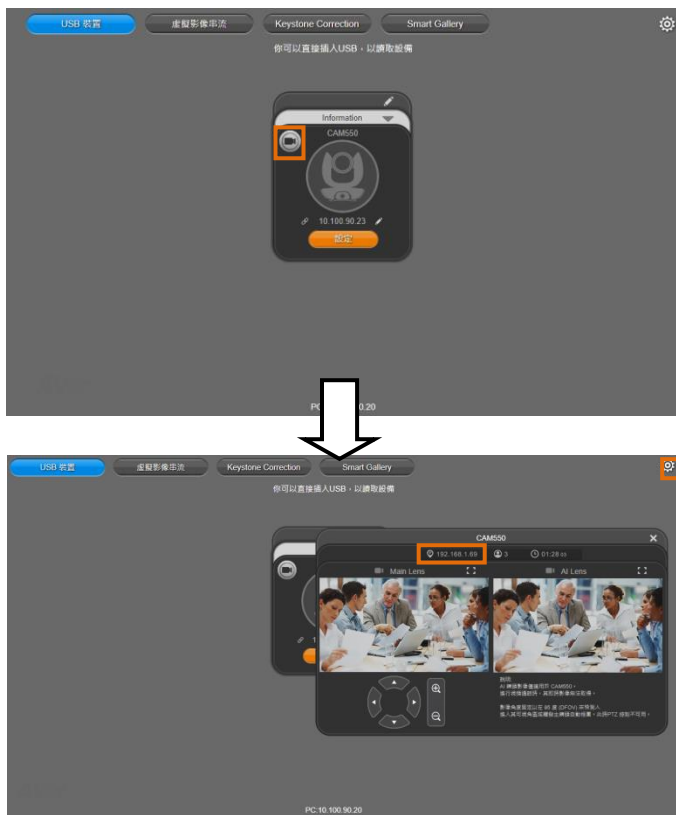 USB 裝置
虛擬影像串流
Keystone Correction
Smart Gallery
你可以直接插入USB，以讀取設備
Information
CAM550
10.100.90.23
設定
PC
0.20
USB 裝置
虛擬影像串流
Keystone Correction
Smart Gallery
你可以直接插入USB，以讀取設備
CAM550
192.168.1.69
3
01:28
Main Lens
AI Lens
說明:
PC:10.100.90.20